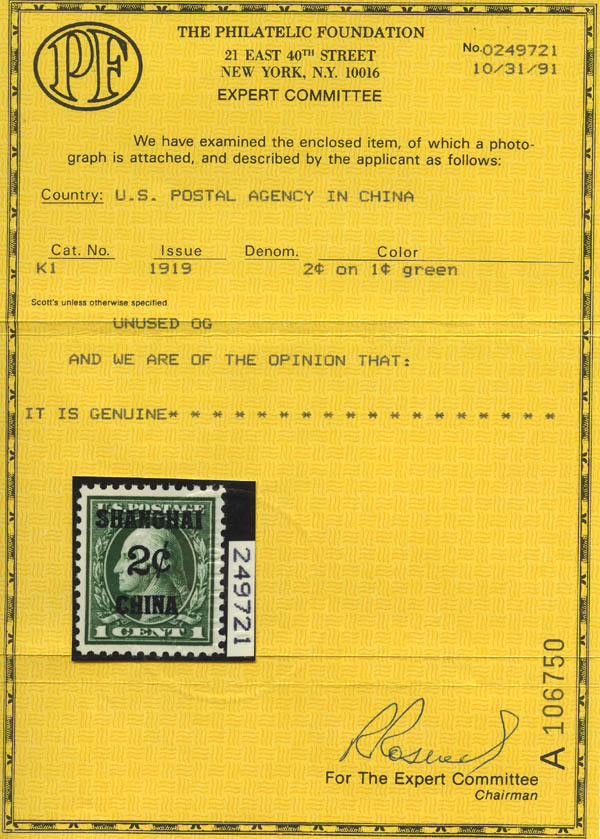 PF
THE PHILATELIC FOUNDATION
21 EAST 40TH STREET
NEW YORK, N.Y. 10016
EXPERT COMMITTEE
No. 0249721
10/31/91
We have examined the enclosed item, of which a photo-
graph is attached, and described by the applicant as follows:
Country: U.S. POSTAL AGENCY IN CHINA
Cat. No. Issue Denom. Color
K1 1919 2¢ on 1¢ green
Scott's unless otherwise specified
UNUSED OG
AND WE ARE OF THE OPINION THAT:
IT IS GENUINE* * * * * * * * * * * * * * * * * *
U.S. POSTAGE
SHANGHAI
2¢
CHINA
1 CENT 1
249721
A 106750
For The Expert Committee
Chairman